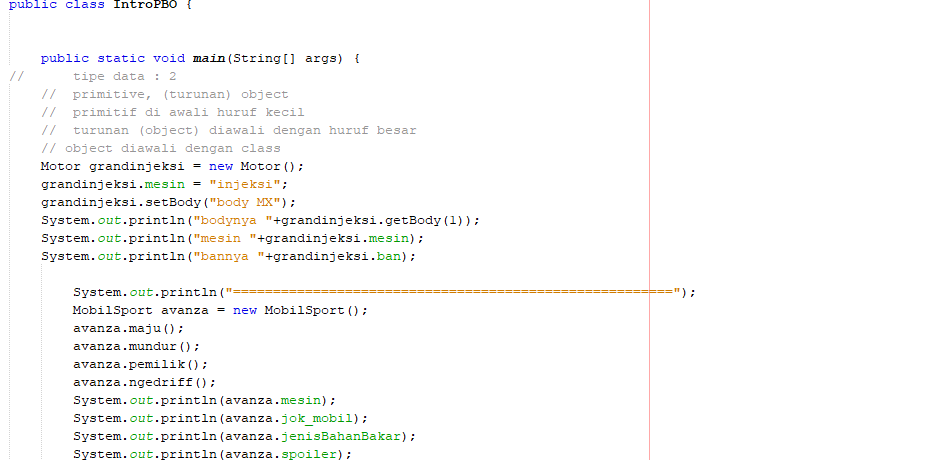 public class IntroPBO {
public static void main(String[] args) {
// tipe data : 2
// primitive, (turunan) object
// primitif di awali huruf kecil
// turunan (object) diawali dengan huruf besar
// object diawali dengan class
Motor grandinjeksi = new Motor();
grandinjeksi.mesin = "injeksi";
grandinjeksi.setBody("body MX");
System.out.println("bodynya "+grandinjeksi.getBody(1));
System.out.println("mesin "+grandinjeksi.mesin);
System.out.println("bannya "+grandinjeksi.ban);
System.out.println("=======================================================");
MobilSport avanza = new MobilSport();
avanza.maju();
avanza.mundur();
avanza.pemilik();
avanza.ngedriff();
System.out.println(avanza.mesin);
System.out.println(avanza.jok_mobil);
System.out.println(avanza.jenisBahanBakar);
System.out.println(avanza.spoiler);